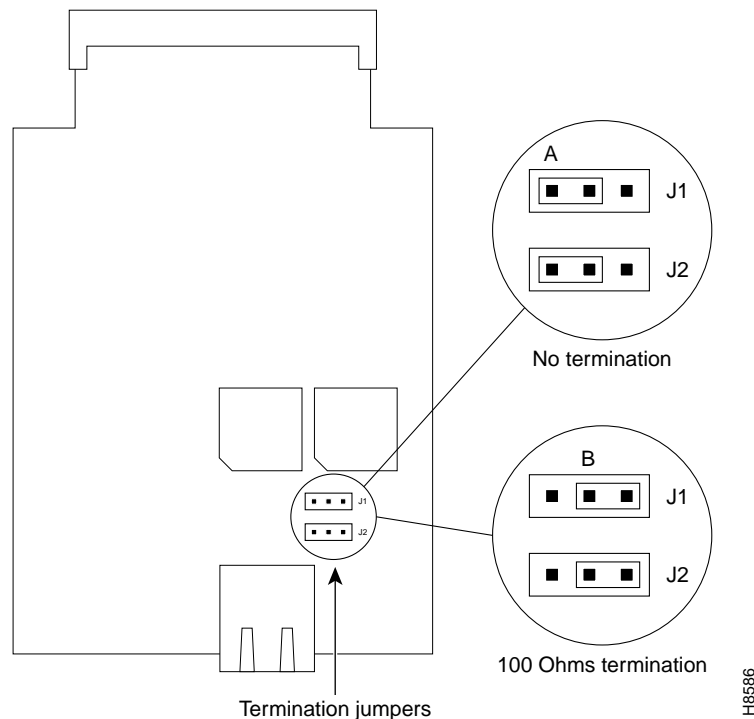 A
J1
J2
No termination
B
J1
J2
100 Ohms termination
J1
J2
Termination jumpers
H8586